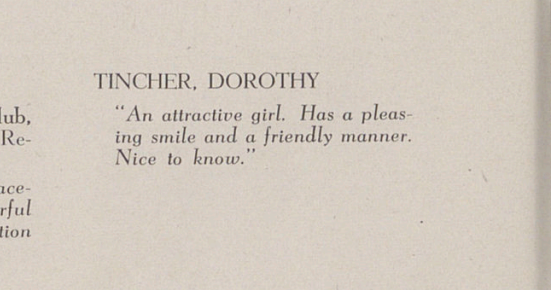 TINCHER, DOROTHY
"An attractive girl. Has a pleas-
ing smile and a friendly manner.
Nice to know."
lub,
Re-
ace-
rful
tion